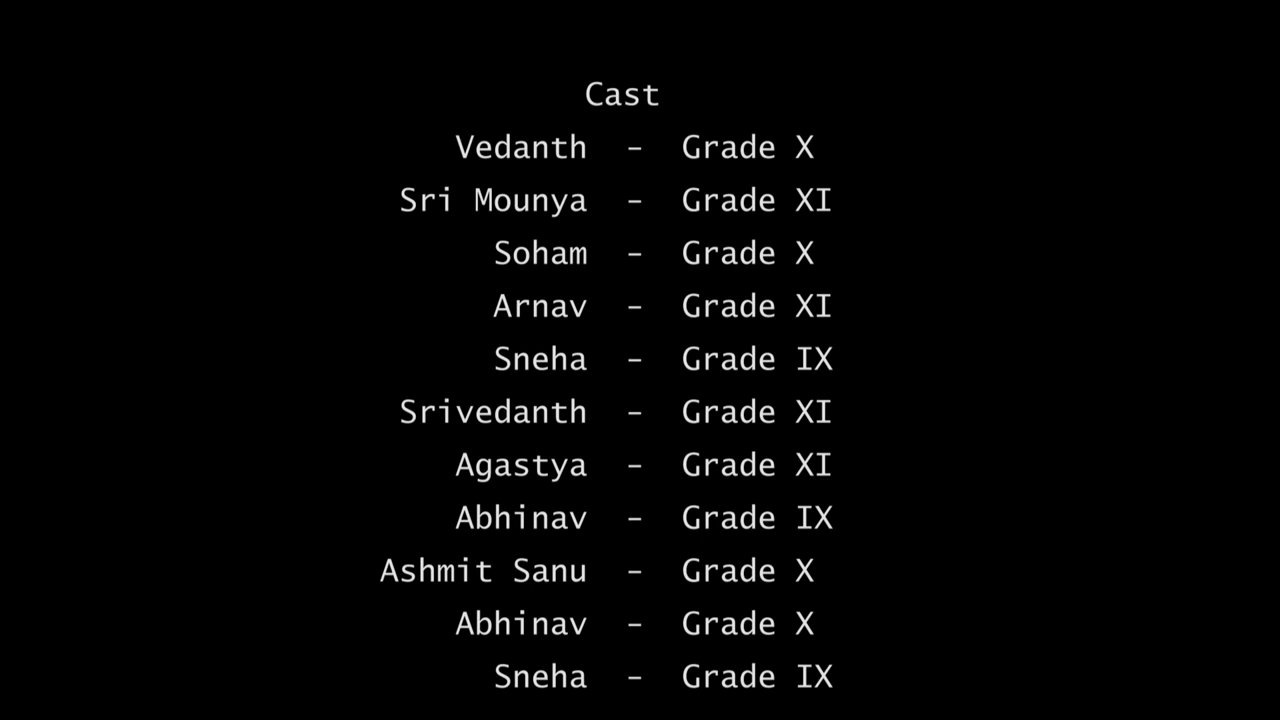 Cast
Vedanth - Grade X
Sri Mounya - Grade XI
Soham - Grade X
Arnav - Grade XI
Sneha - Grade IX
Srivedanth - Grade XI
Agastya - Grade XI
Abhinav - Grade IX
Ashmit Sanu - Grade X
Abhinav - Grade X
Sneha - Grade IX